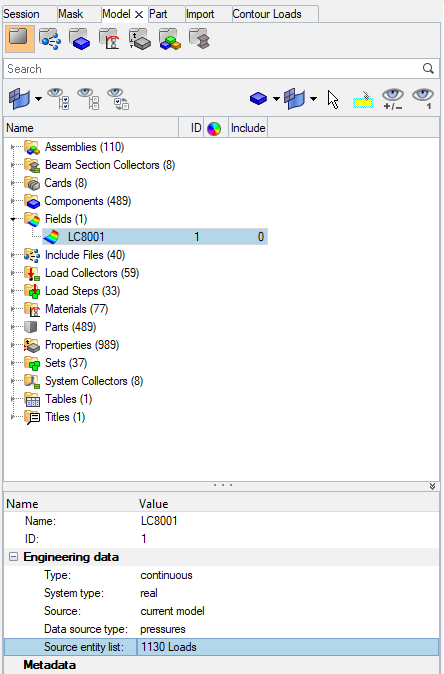 Session Mask Model Part Import Contour Loads
Search
+/- 1
Name ID Include
Assemblies (110)
Beam Section Collectors (8)
Cards (8)
Components (489)
Fields (1)
LC8001 1 0
Include Files (40)
Load Collectors (59)
Load Steps (33)
Materials (77)
Parts (489)
Properties (989)
Sets (37)
System Collectors (8)
Tables (1)
Titles (1)
Name Value
Name: LC8001
ID: 1
Engineering data
Type: continuous
System type: real
Source: current model
Data source type: pressures
Source entity list: 1130 Loads
Metadata